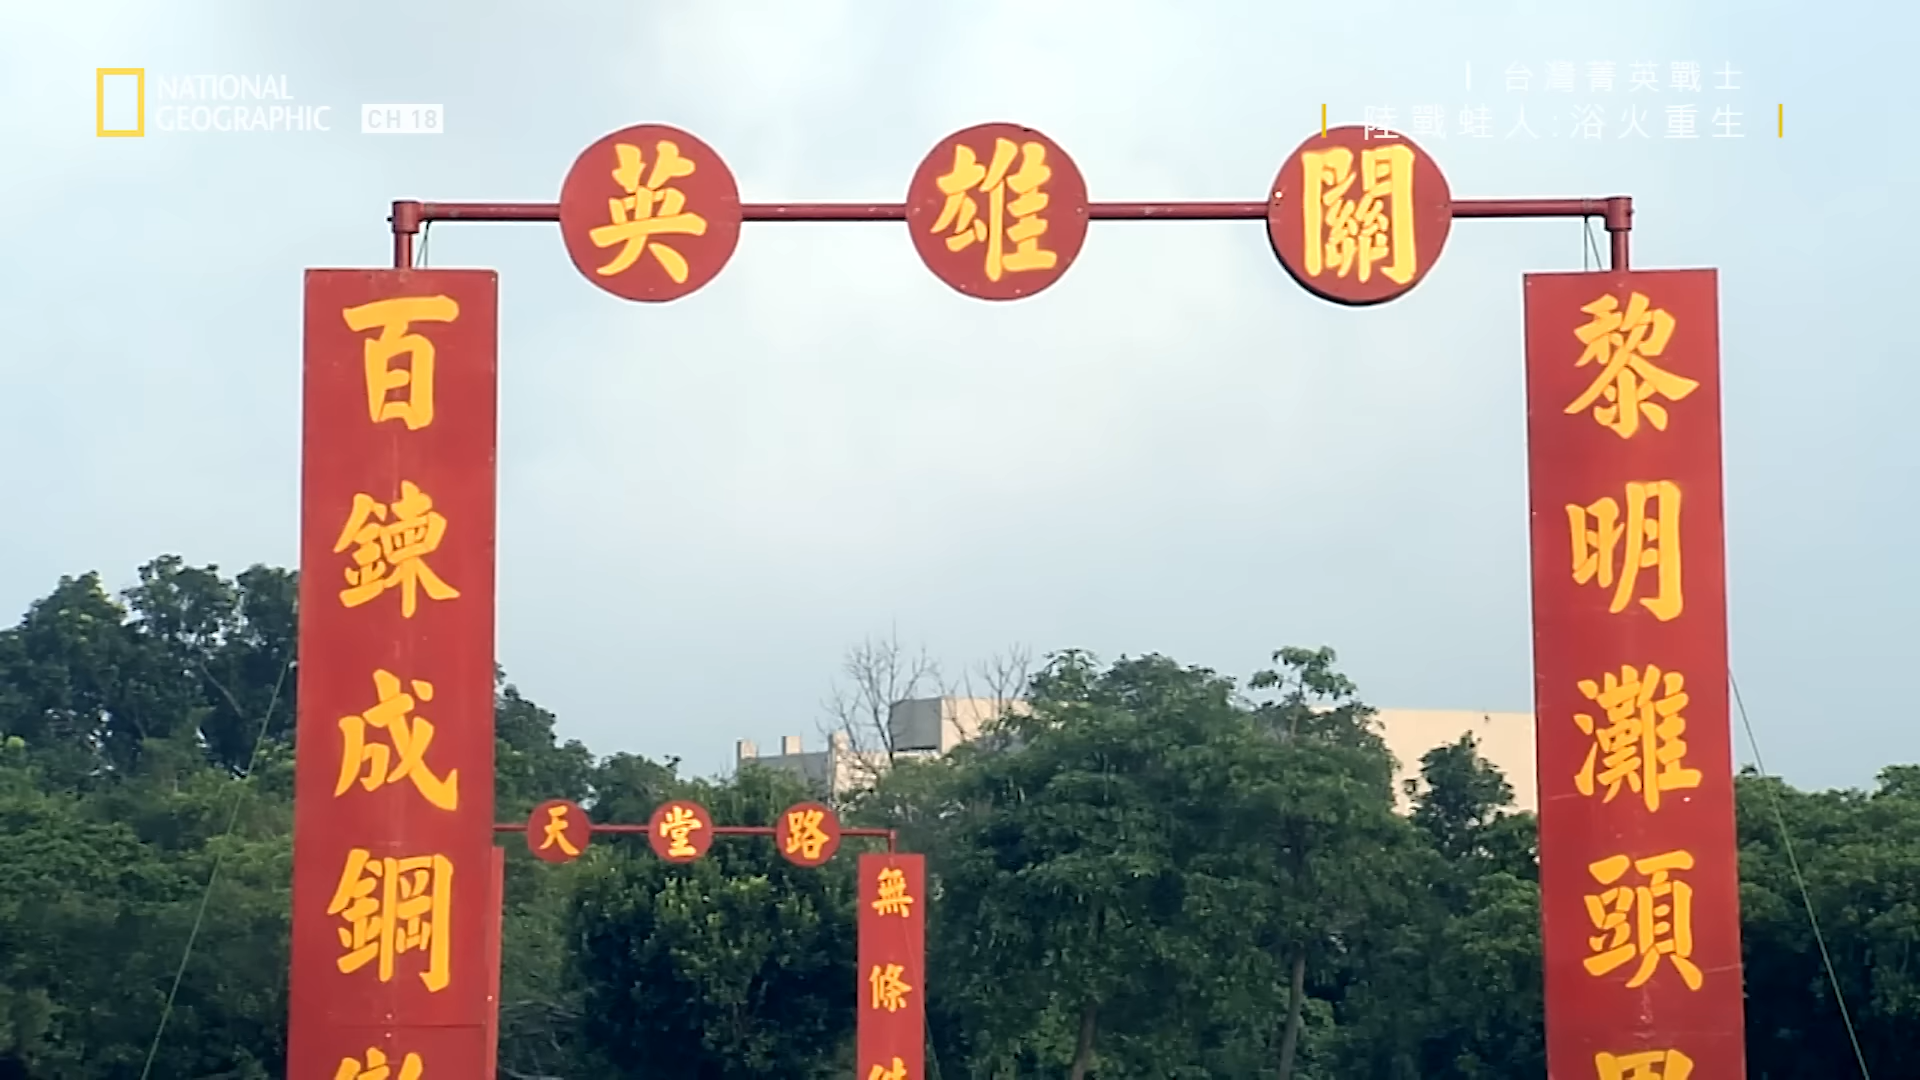 NATIONAL
GEOGRAPHIC
CH 18
台灣菁英戰士
陸戰蛙人:浴火重生
英雄關
黎明灘頭
百鍊成鋼
天堂路
無條